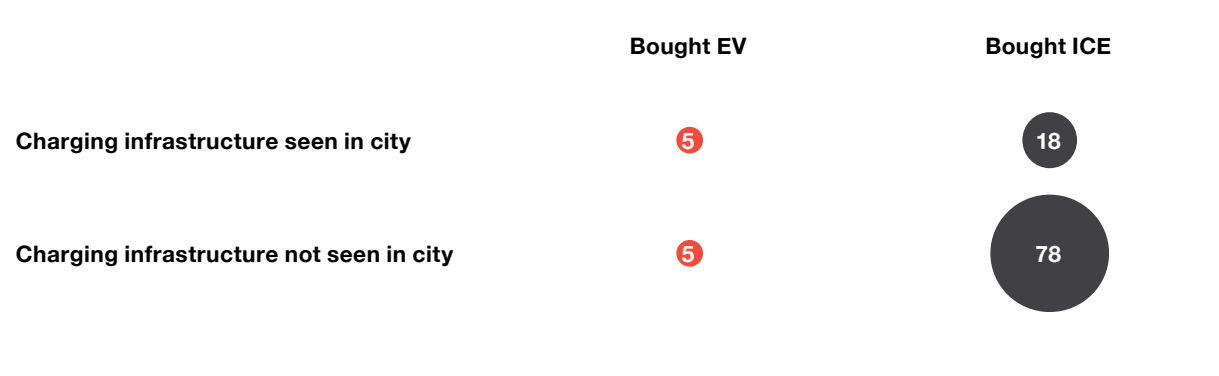 Bought EV Bought ICE
Charging infrastructure seen in city 5 18
Charging infrastructure not seen in city 5 78